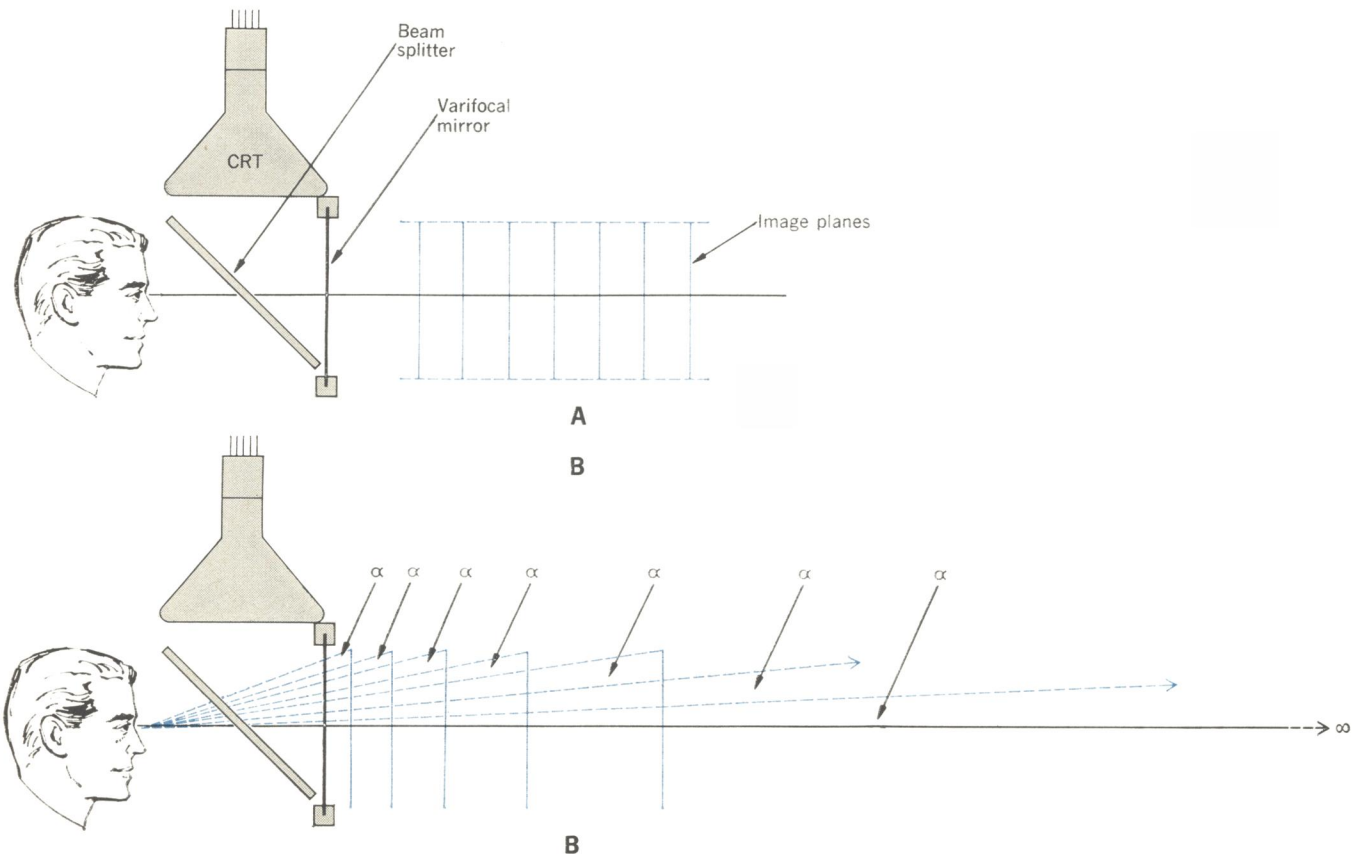 Beam
splitter
Varifocal
mirror
CRT
Image planes
A
B
α α α α α α α
∞
B